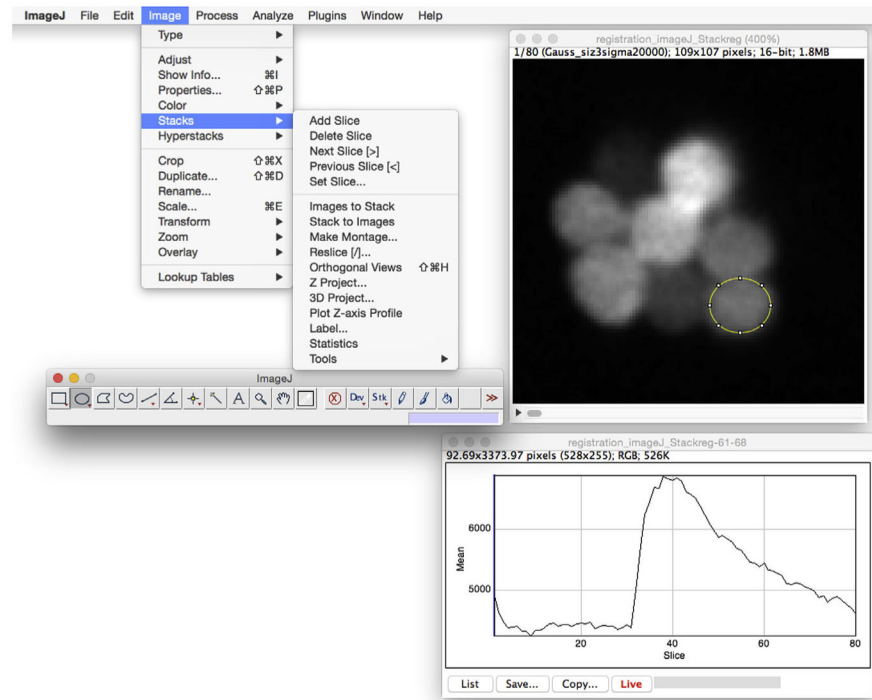 ImageJ File Edit Image Process Analyze Plugins Window Help
Type
Adjust
Show Info... ⌘I
Properties... ⇧⌘P
Color
Stacks
Hyperstacks
Crop ⇧⌘X
Duplicate... ⇧⌘D
Rename...
Scale... ⌘E
Transform
Zoom
Overlay
Lookup Tables
Add Slice
Delete Slice
Next Slice [>]
Previous Slice [<]
Set Slice...
Images to Stack
Stack to Images
Make Montage...
Reslice [/]...
Orthogonal Views ⇧⌘H
Z Project...
3D Project...
Plot Z-axis Profile
Label...
Statistics
Tools
registration_imageJ_Stackreg (400%)
1/80 (Gauss_siz3sigma20000); 109x107 pixels; 16-bit; 1.8MB
ImageJ
A Dev Stk
registration_imageJ_Stackreg-61-68
92.69x3373.97 pixels (528x255); RGB; 526K
6000
5000
Mean
20 40 60 80
Slice
List Save... Copy... Live